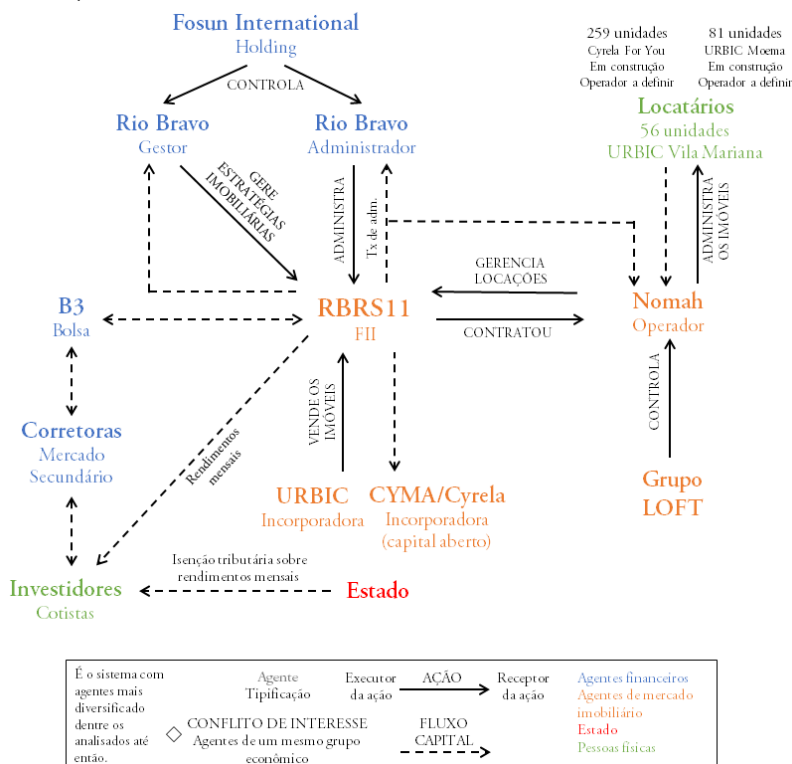 Fosun International
Holding
CONTROLA
259 unidades
Cyrela For You
Em construção
Operador a definir
81 unidades
URBIC Moema
Em construção
Operador a definir
Locatários
56 unidades
URBIC Vila Mariana
Rio Bravo
Gestor
Rio Bravo
Administrador
GERE
ESTRATÉGIAS
IMOBILIÁRIAS
ADMINISTRA
Tx de adm.
ADMINISTRA
OS IMÓVEIS
GERENCIA
LOCAÇÕES
B3
Bolsa
RBRS11
FII
CONTRATOU
Nomah
Operador
VENDE OS
IMÓVEIS
CONTROLA
Corretoras
Mercado
Secundário
Rendimentos
mensais
URBIC
Incorporadora
CYMA/Cyrela
Incorporadora
(capital aberto)
Grupo
LOFT
Isenção tributária sobre
rendimentos mensais
Investidores
Cotistas
Estado
É o sistema com
agentes mais
diversificado
dentre os
analisados até
então.
Agente
Tipificação
Executor
da ação
AÇÃO
Receptor
da ação
CONFLITO DE INTERESSE
Agentes de um mesmo grupo
econômico
FLUXO
CAPITAL
Agentes financeiros
Agentes de mercado
imobiliário
Estado
Pessoas físicas